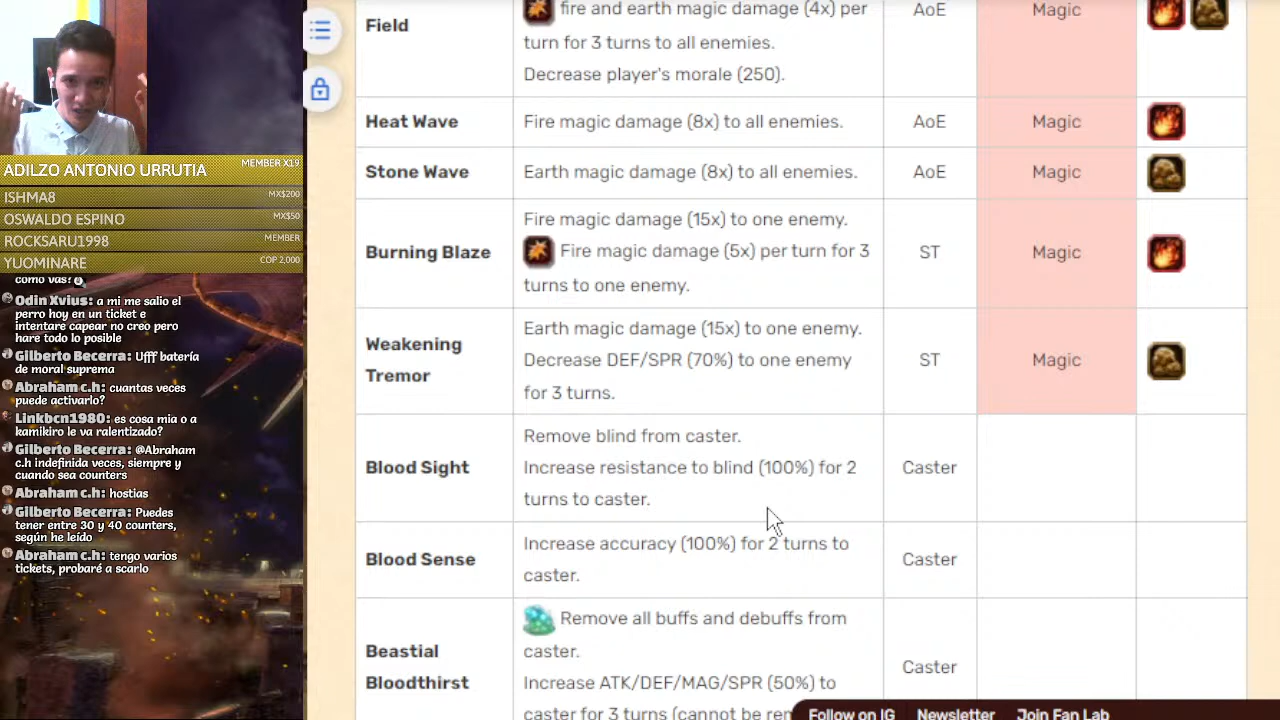 ADILZO ANTONIO URRUTIA MEMBER X19
ISHMA8 MX$200
OSWALDO ESPINO MX$50
ROCKSARU1998 MEMBER
YUOMINARE COP 2,000
como vas?
Odin Xvius: a mi me salio el
perro hoy en un ticket e
intentare capear no creo pero
hare todo lo posible
Gilberto Becerra: Ufff batería
de moral suprema
Abraham c.h: cuantas veces
puede activarlo?
Linkbcn1980: es cosa mia o a
kamikiro le va ralentizado?
Gilberto Becerra: @Abraham
c.h indefinida veces, siempre y
cuando sea counters
Abraham c.h: hostias
Gilberto Becerra: Puedes
tener entre 30 y 40 counters,
según he leído
Abraham c.h: tengo varios
tickets, probaré a scarlo
Field
fire and earth magic damage (4x) per
turn for 3 turns to all enemies.
Decrease player's morale (250).
AoE
Magic
Heat Wave
Fire magic damage (8x) to all enemies.
AoE
Magic
Stone Wave
Earth magic damage (8x) to all enemies.
AoE
Magic
Burning Blaze
Fire magic damage (15x) to one enemy.
Fire magic damage (5x) per turn for 3
turns to one enemy.
ST
Magic
Weakening
Tremor
Earth magic damage (15x) to one enemy.
Decrease DEF/SPR (70%) to one enemy
for 3 turns.
ST
Magic
Blood Sight
Remove blind from caster.
Increase resistance to blind (100%) for 2
turns to caster.
Caster
Blood Sense
Increase accuracy (100%) for 2 turns to
caster.
Caster
Beastial
Bloodthirst
Remove all buffs and debuffs from
caster.
Increase ATK/DEF/MAG/SPR (50%) to
caster for 3 turns (cannot be
Caster
Follow on IG Newsletter Join Fan Lab